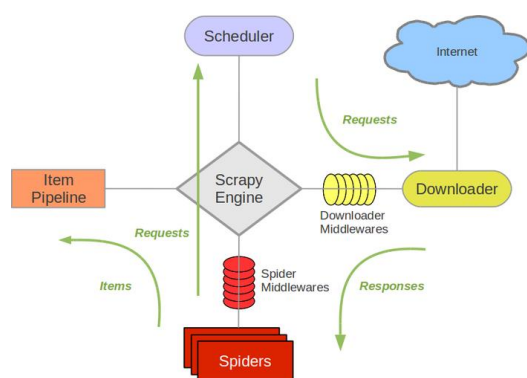 Scheduler
Internet
Requests
Item
Pipeline
Scrapy
Engine
Downloader
Downloader
Middlewares
Requests
Spider
Middlewares
Items
Responses
Spiders